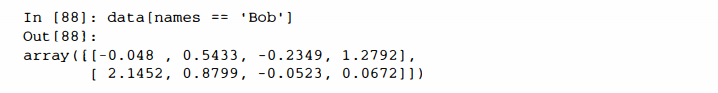 In [88]: data[names == 'Bob']
Out[88]:
array([[-0.048 , 0.5433, -0.2349, 1.2792],
       [ 2.1452, 0.8799, -0.0523, 0.0672]])